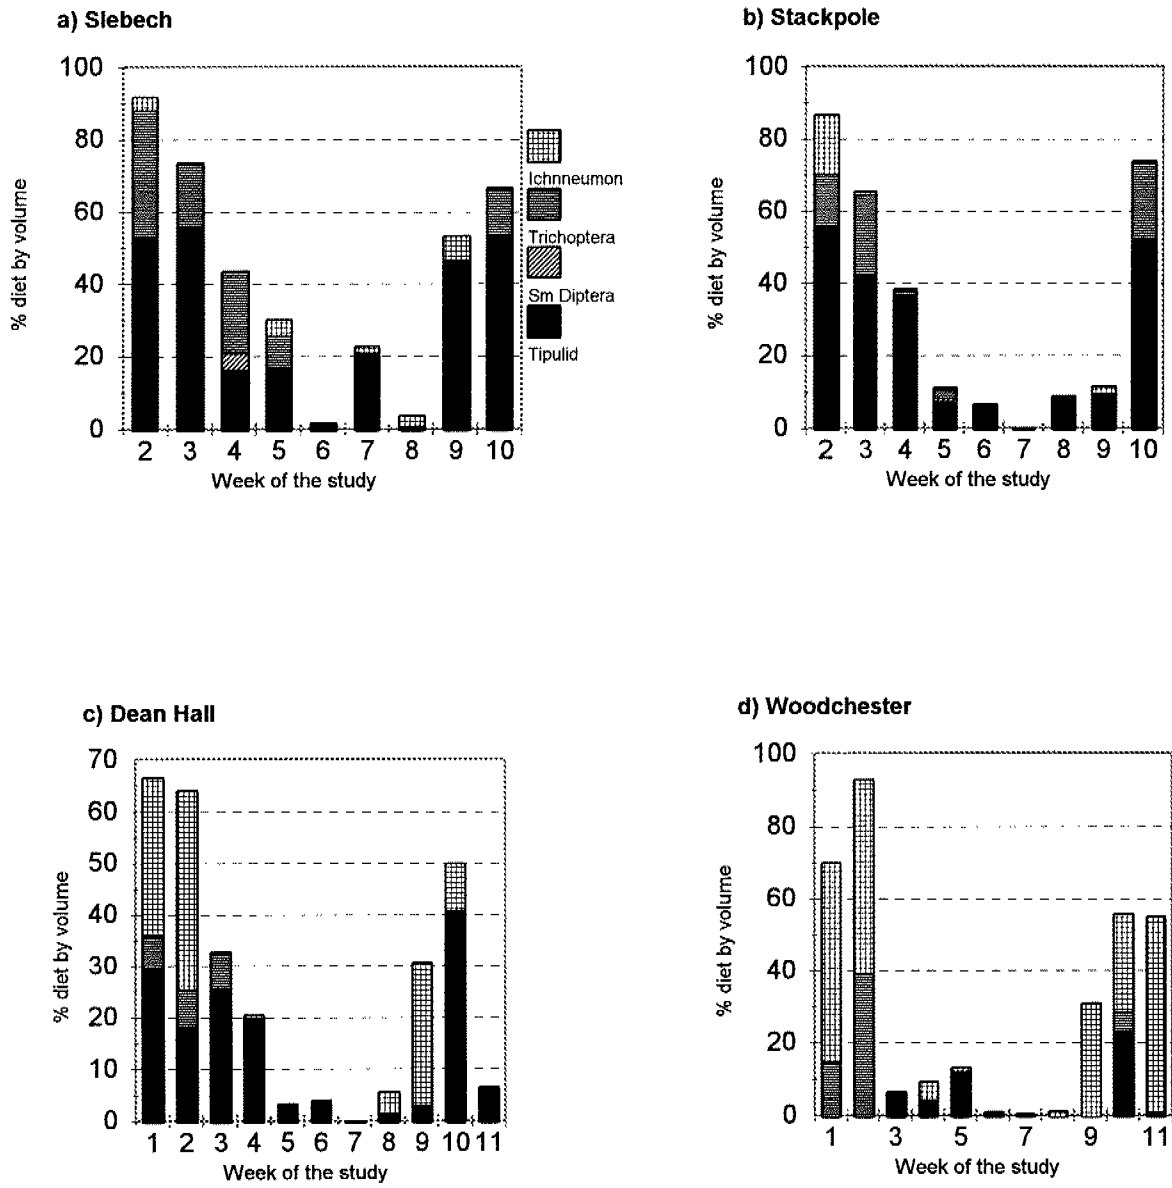 a) Slebech
b) Stackpole
100
80
60
40
20
0
% diet by volume
2 3 4 5 6 7 8 9 10
Week of the study
Ichnneumon
Trichoptera
Sm Diptera
Tipulid
100
80
60
40
20
0
% diet by volume
2 3 4 5 6 7 8 9 10
Week of the study
c) Dean Hall
d) Woodchester
70
60
50
40
30
20
10
0
% diet by volume
1 2 3 4 5 6 7 8 9 10 11
Week of the study
100
80
60
40
20
0
% diet by volume
1 3 5 7 9 11
Week of the study